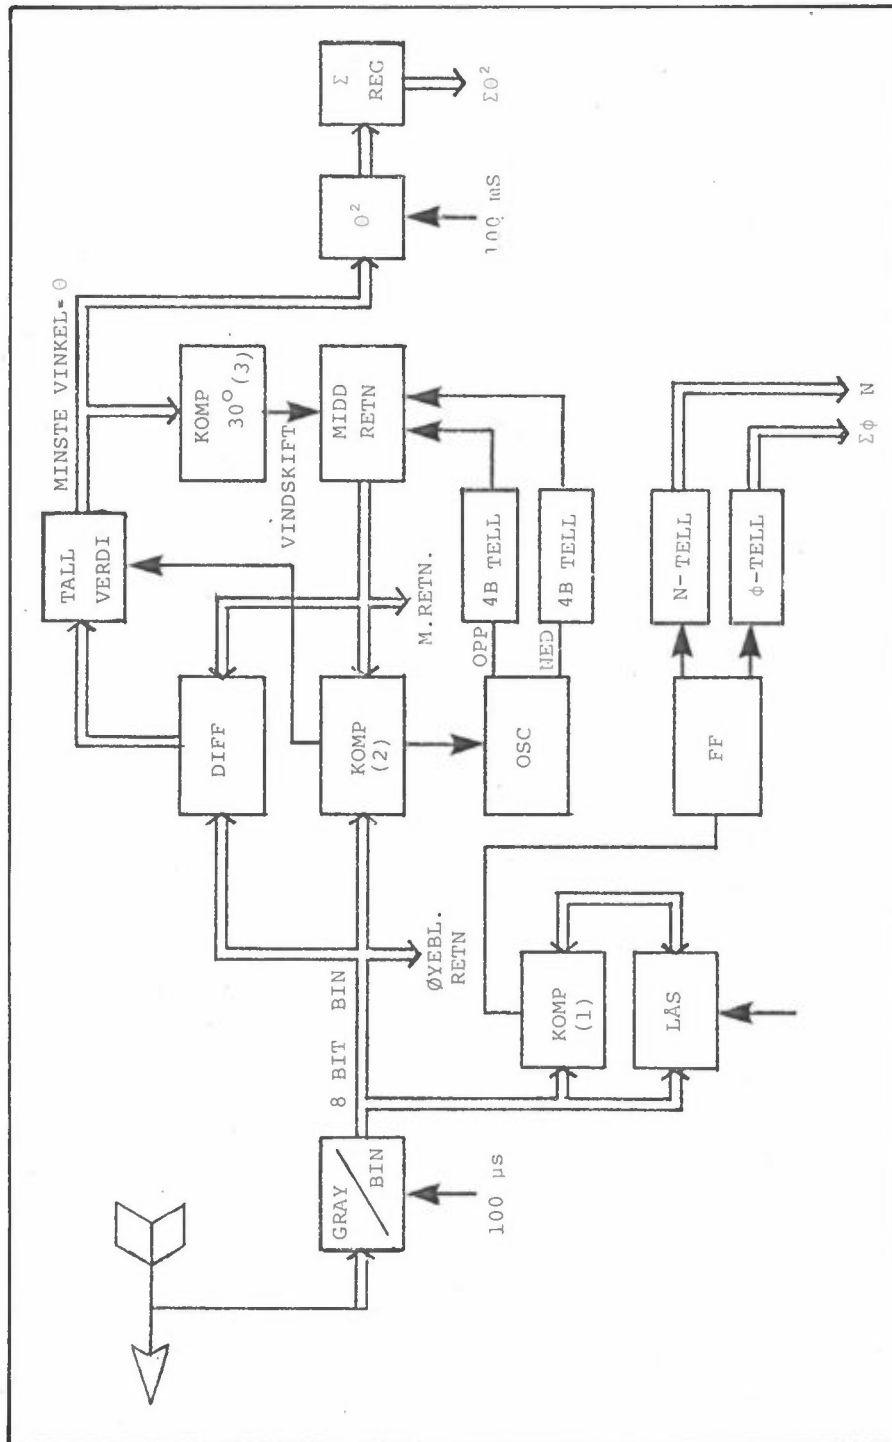 GRAY
BIN
100 µs
8 BIT BIN
ØYEBL.
RETN
DIFF
TALL
VERDI
MINSTE VINKEL= Θ
KOMP
(2)
M.RETN.
KOMP
30° (3)
VINDSKIFT
MIDD
RETN
Θ²
100 mS
Σ
REG
ΣΘ²
OSC
OPP
NED
4B TELL
4B TELL
KOMP
(1)
LÅS
FF
N-TELL
φ-TELL
Σφ
N